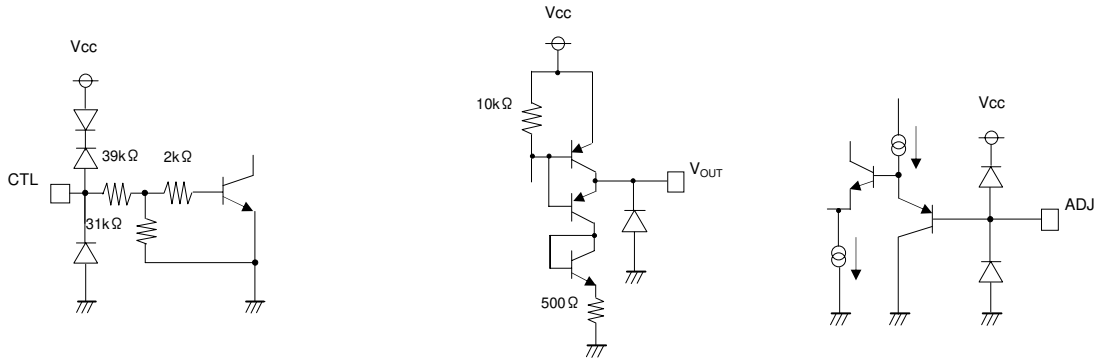 Vcc
39kΩ
2kΩ
CTL
31kΩ
Vcc
10kΩ
VOUT
500Ω
Vcc
ADJ